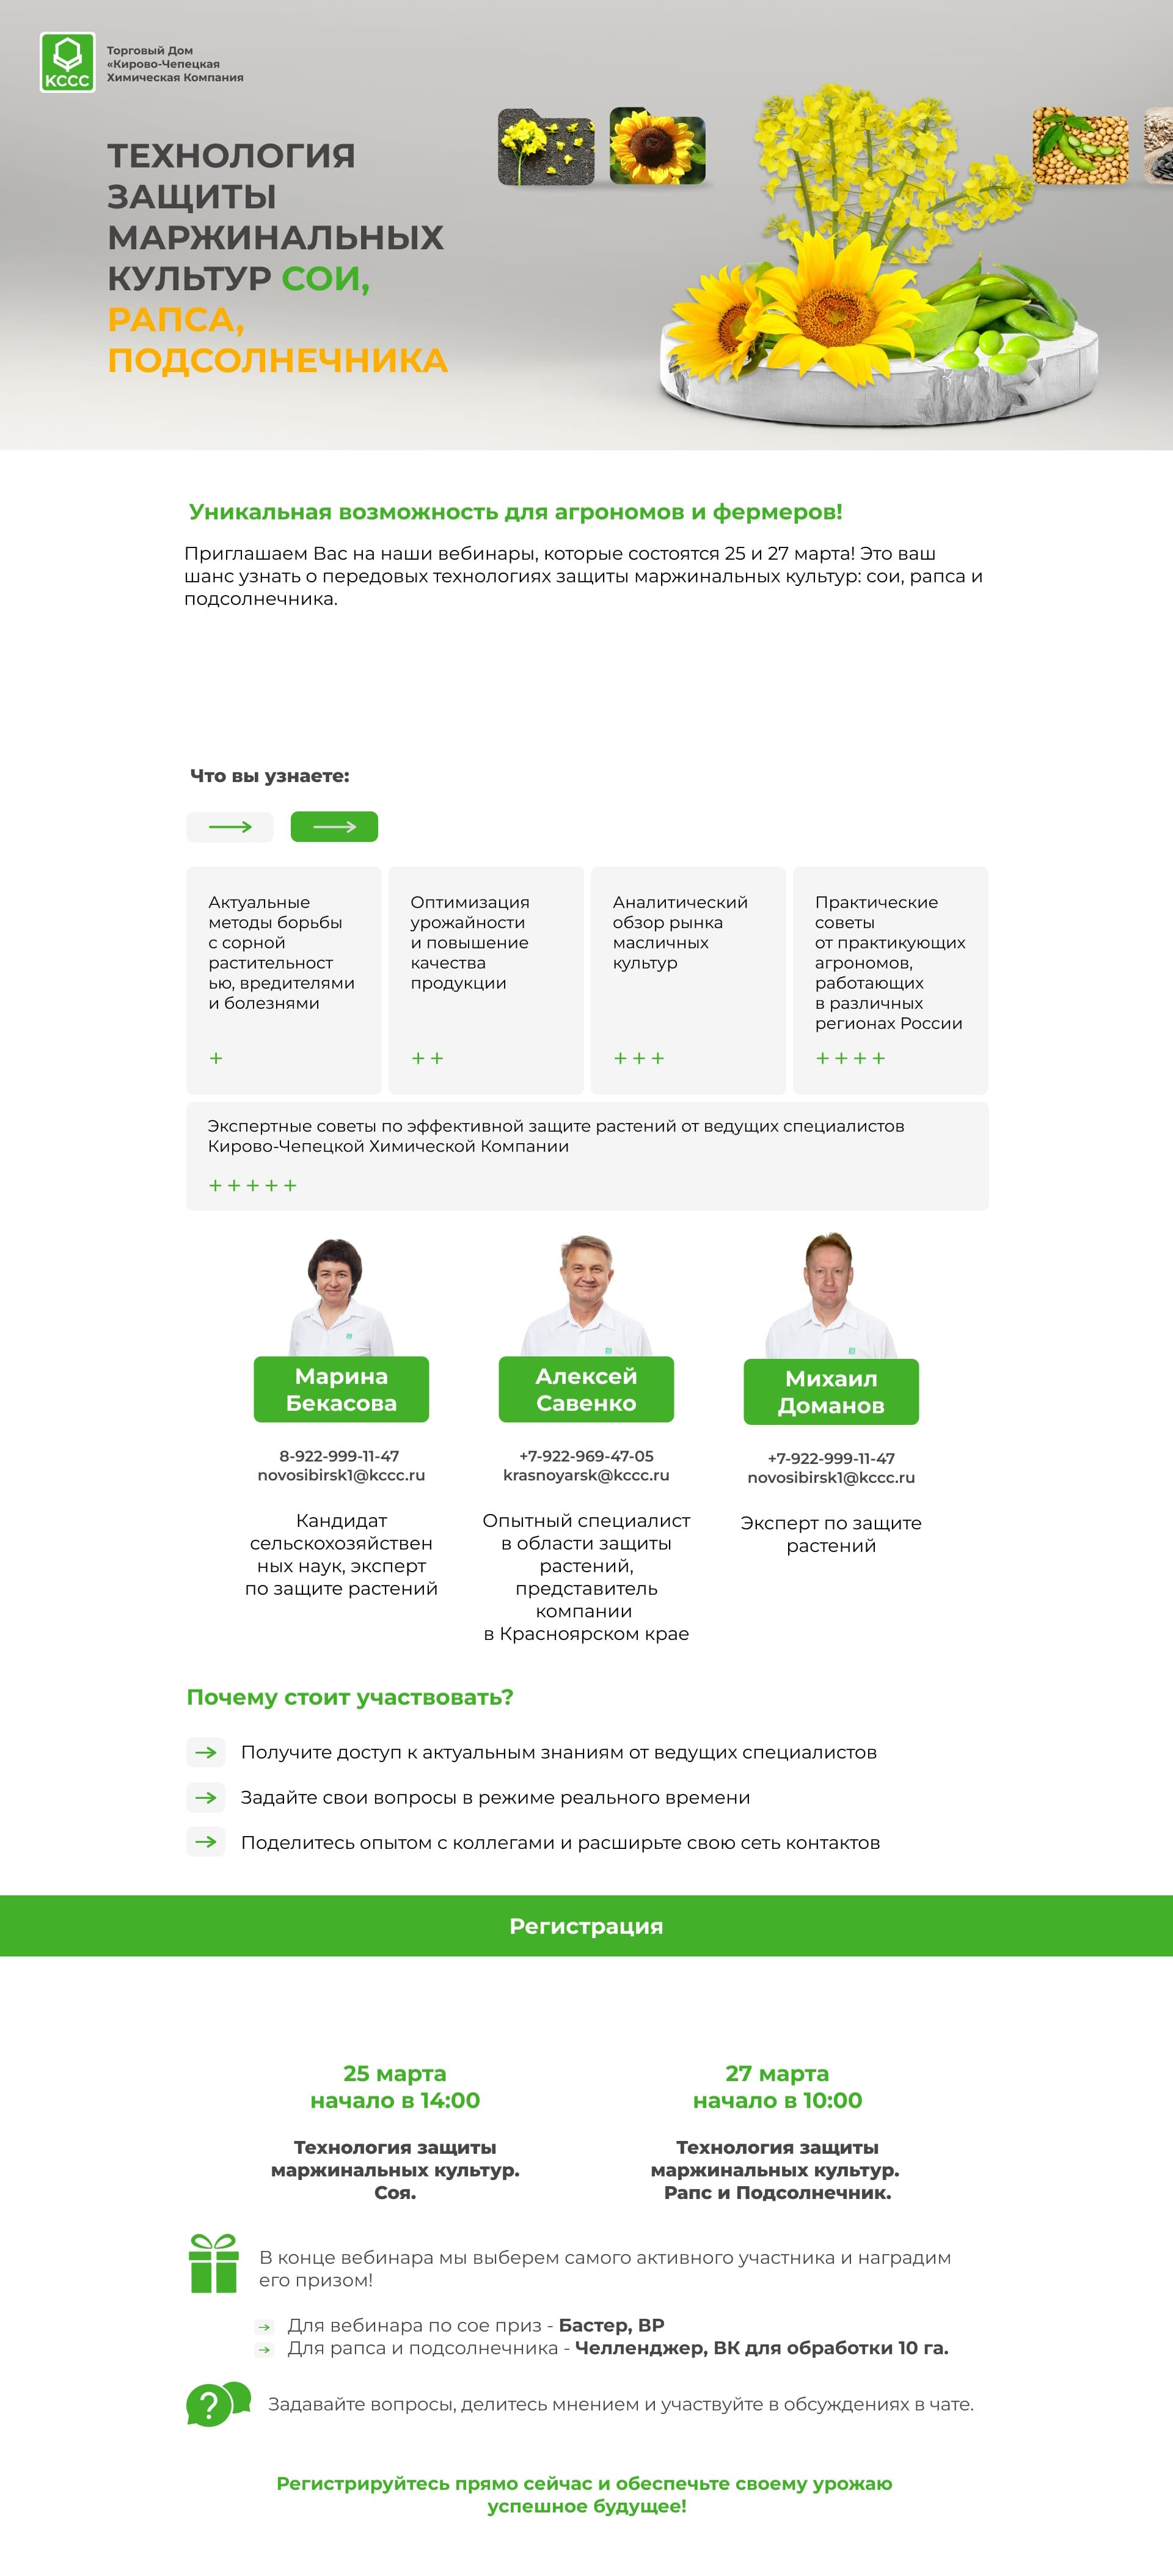 КССС
Торговый Дом
«Кирово-Чепецкая
Химическая Компания
ТЕХНОЛОГИЯ
ЗАЩИТЫ
МАРЖИНАЛЬНЫХ
КУЛЬТУР СОИ,
РАПСА,
ПОДСОЛНЕЧНИКА
Уникальная возможность для агрономов и фермеров!
Приглашаем Вас на наши вебинары, которые состоятся 25 и 27 марта! Это ваш
шанс узнать о передовых технологиях защиты маржинальных культур: сои, рапса и
подсолнечника.
Что вы узнаете:
Актуальные
методы борьбы
с сорной
растительност
ью, вредителями
и болезнями
+
Оптимизация
урожайности
и повышение
качества
продукции
+ +
Аналитический
обзор рынка
масличных
культур
+ + +
Практические
советы
от практикующих
агрономов,
работающих
в различных
регионах России
+ + + +
Экспертные советы по эффективной защите растений от ведущих специалистов
Кирово-Чепецкой Химической Компании
+ + + + +
Марина
Бекасова
8-922-999-11-47
novosibirsk1@kccc.ru
Кандидат
сельскохозяйствен
ных наук, эксперт
по защите растений
Алексей
Савенко
+7-922-969-47-05
krasnoyarsk@kccc.ru
Опытный специалист
в области защиты
растений,
представитель
компании
в Красноярском крае
Михаил
Доманов
+7-922-999-11-47
novosibirsk1@kccc.ru
Эксперт по защите
растений
Почему стоит участвовать?
Получите доступ к актуальным знаниям от ведущих специалистов
Задайте свои вопросы в режиме реального времени
Поделитесь опытом с коллегами и расширьте свою сеть контактов
Регистрация
25 марта
начало в 14:00
Технология защиты
маржинальных культур.
Соя.
27 марта
начало в 10:00
Технология защиты
маржинальных культур.
Рапс и Подсолнечник.
В конце вебинара мы выберем самого активного участника и наградим
его призом!
Для вебинара по сое приз - Бастер, ВР
Для рапса и подсолнечника - Челленджер, ВК для обработки 10 га.
?
Задавайте вопросы, делитесь мнением и участвуйте в обсуждениях в чате.
Регистрируйтесь прямо сейчас и обеспечьте своему урожаю
успешное будущее!